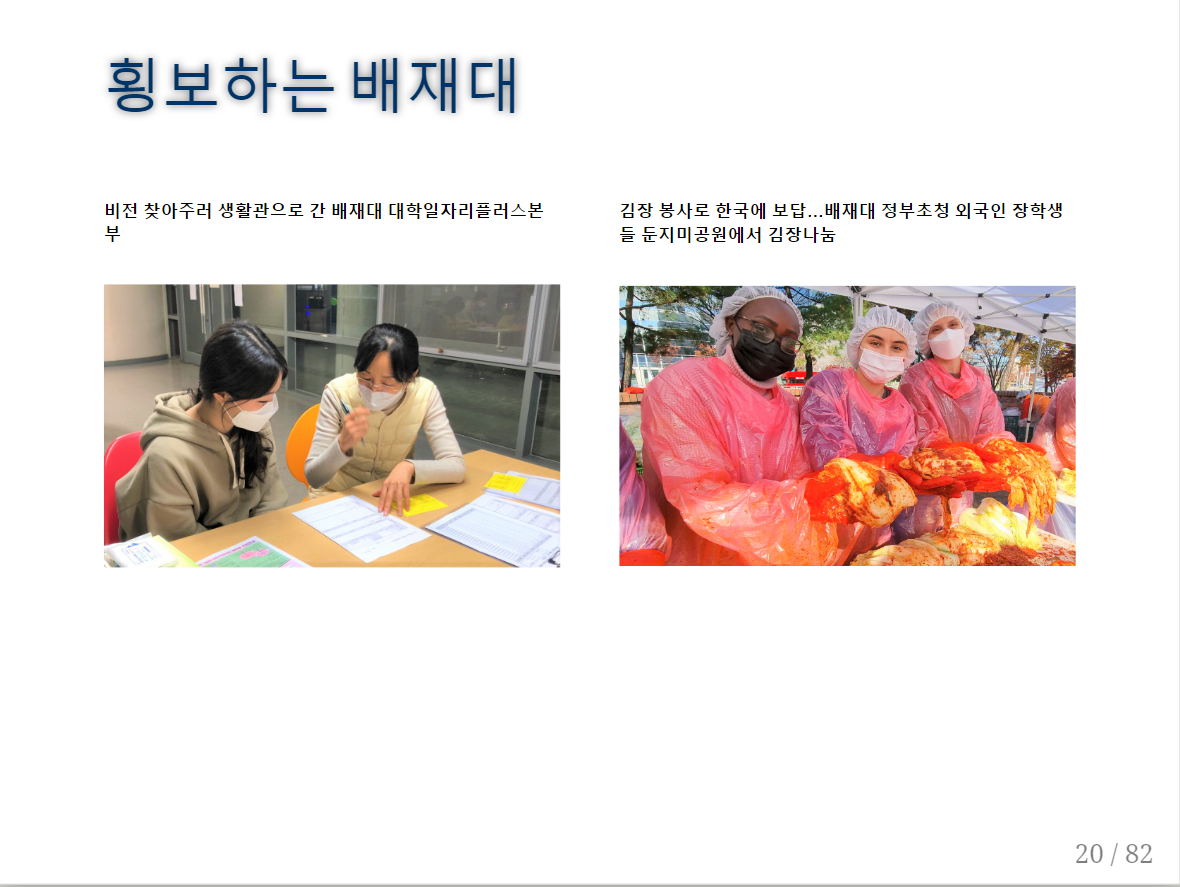 횡보하는 배재대
비전 찾아주러 생활관으로 간 배재대 대학일자리플러스본
부
김장 봉사로 한국에 보답...배재대 정부초청 외국인 장학생
들 둔지미공원에서 김장나눔
20 / 82